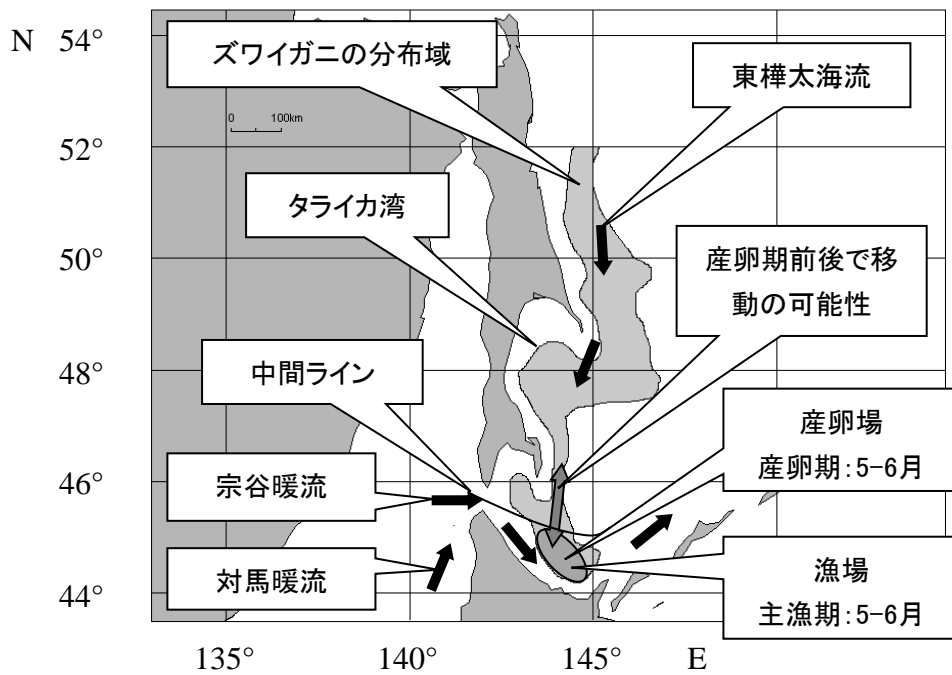 N 54°
ズワイガニの分布域
東樺太海流
0 100km
52°
タライカ湾
50°
産卵期前後で移
動の可能性
48°
中間ライン
産卵場
産卵期：5-6月
46°
宗谷暖流
対馬暖流
漁場
主漁期：5-6月
44°
135° 140° 145° E